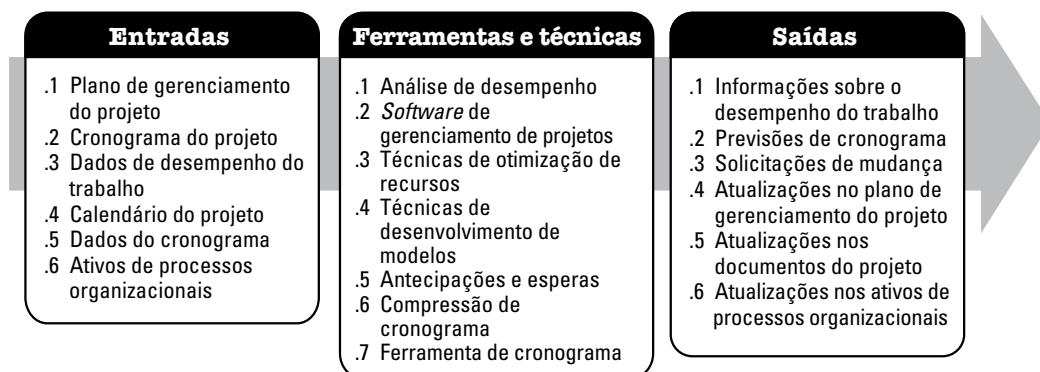 Entradas
.1 Plano de gerenciamento
do projeto
.2 Cronograma do projeto
.3 Dados de desempenho do
trabalho
.4 Calendário do projeto
.5 Dados do cronograma
.6 Ativos de processos
organizacionais
Ferramentas e técnicas
.1 Análise de desempenho
.2 Software de
gerenciamento de projetos
.3 Técnicas de otimização de
recursos
.4 Técnicas de
desenvolvimento de
modelos
.5 Antecipações e esperas
.6 Compressão de
cronograma
.7 Ferramenta de cronograma
Saídas
.1 Informações sobre o
desempenho do trabalho
.2 Previsões de cronograma
.3 Solicitações de mudança
.4 Atualizações no plano de
gerenciamento do projeto
.5 Atualizações nos
documentos do projeto
.6 Atualizações nos ativos de
processos organizacionais